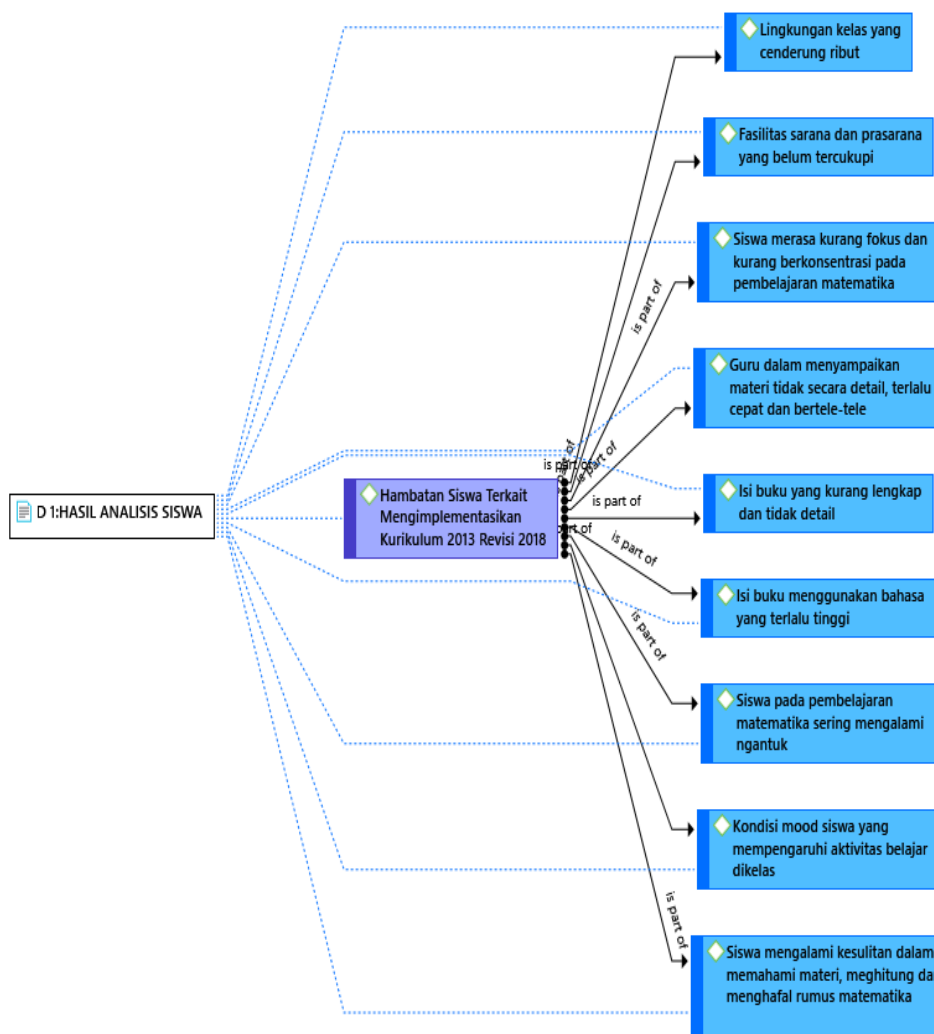 Lingkungan kelas yang
cenderung ribut
Fasilitas sarana dan prasarana
yang belum tercukupi
Siswa merasa kurang fokus dan
kurang berkonsentrasi pada
pembelajaran matematika
is part of
Guru dalam menyampaikan
materi tidak secara detail, terlalu
cepat dan bertele-tele
is part of
is part of
part of
D 1:HASIL ANALISIS SISWA
Hambatan Siswa Terkait
Mengimplementasikan
Kurikulum 2013 Revisi 2018
is part of
part of
Isi buku yang kurang lengkap
dan tidak detail
is part of
Isi buku menggunakan bahasa
yang terlalu tinggi
is part of
Siswa pada pembelajaran
matematika sering mengalami
ngantuk
Kondisi mood siswa yang
mempengaruhi aktivitas belajar
dikelas
is part of
Siswa mengalami kesulitan dalam
memahami materi, meghitung da
menghafal rumus matematika